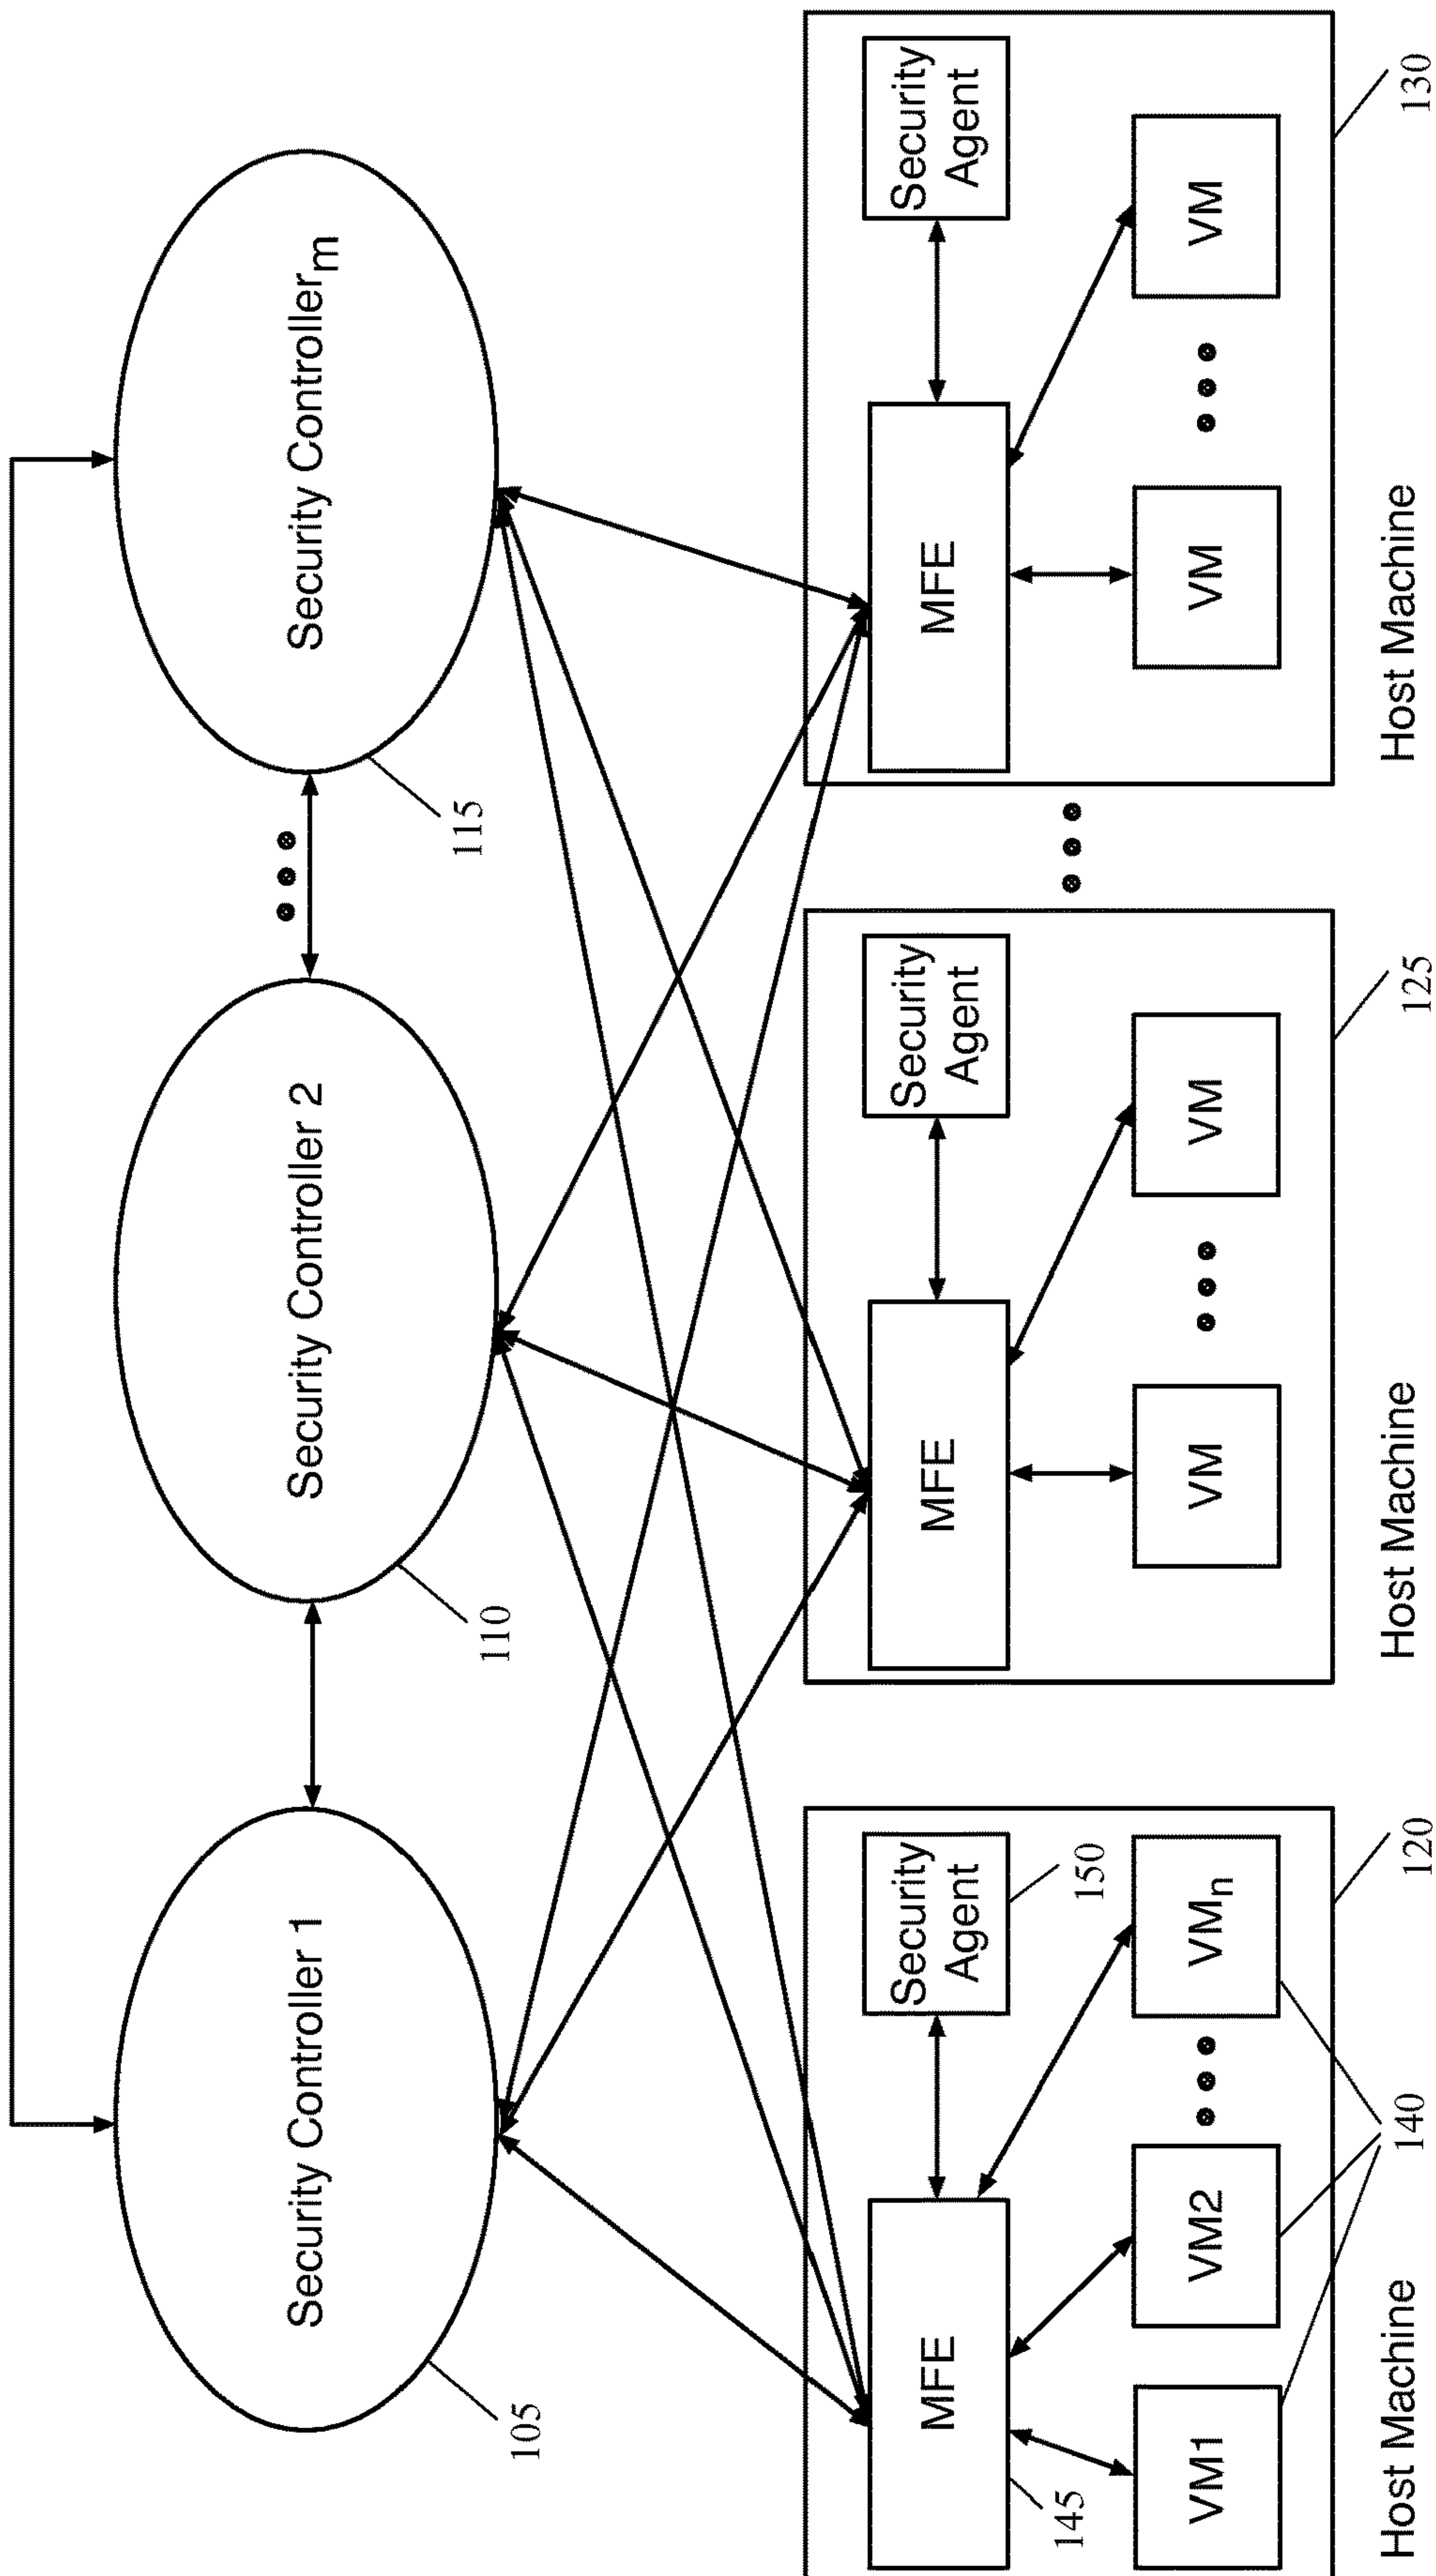 Security Controller 1
Security Controller 2
Security Controllerm
105
110
115
MFE
Security
Agent
145
150
VM1
VM2
VMn
140
Host Machine
120
MFE
Security
Agent
VM
VM
Host Machine
125
MFE
Security
Agent
VM
VM
Host Machine
130